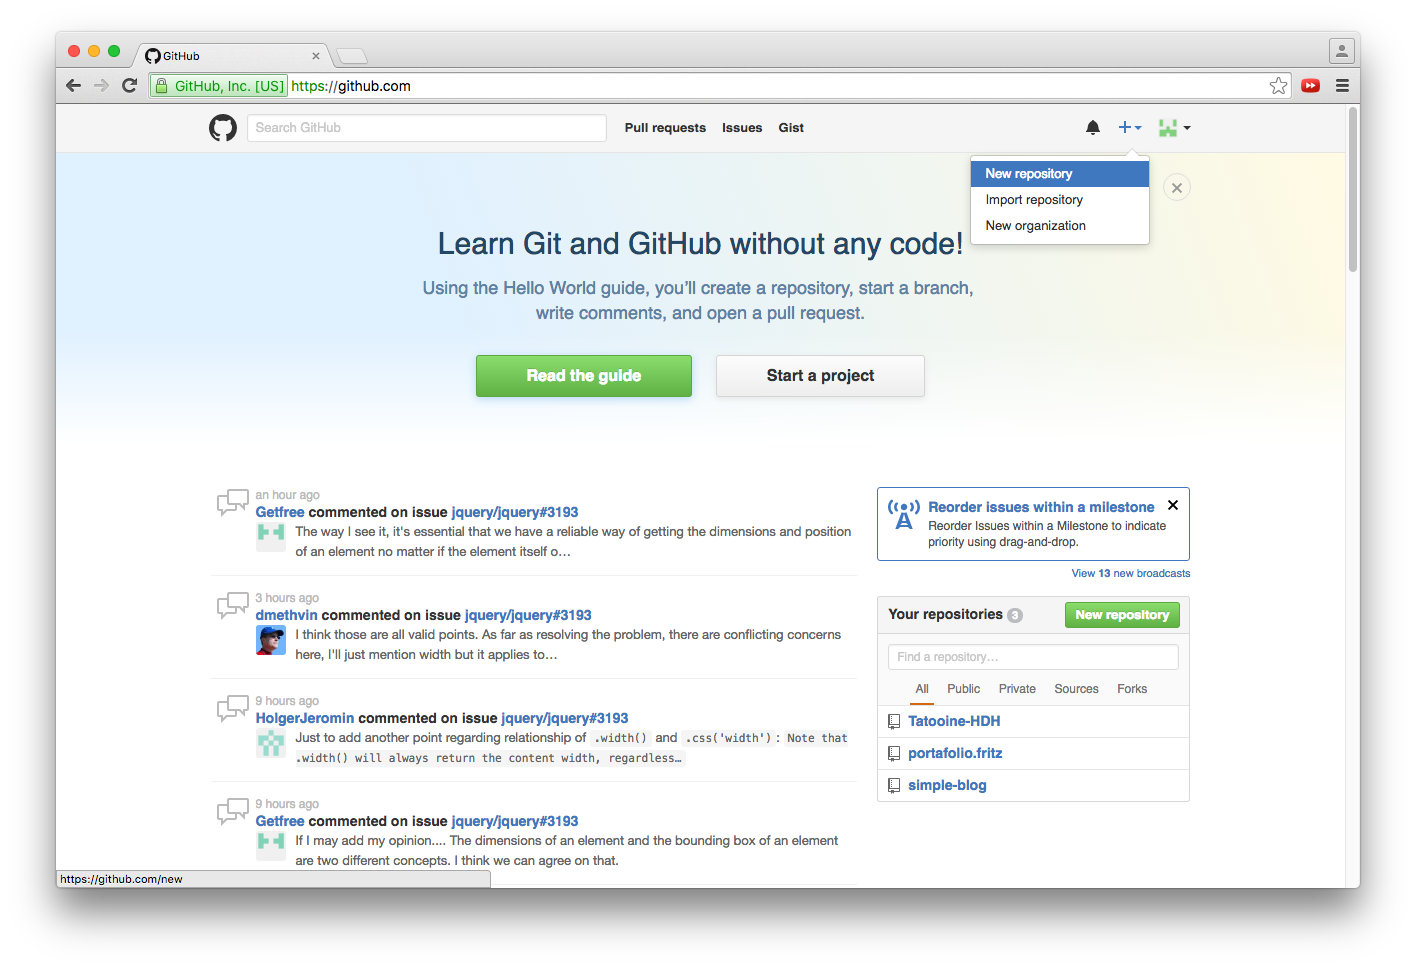 GitHub
GitHub, Inc. [US] https://github.com
Search GitHub
Pull requests Issues Gist
New repository
Import repository
New organization
Learn Git and GitHub without any code!
Using the Hello World guide, you’ll create a repository, start a branch,
write comments, and open a pull request.
Read the guide
Start a project
an hour ago
Getfree commented on issue jquery/jquery#3193
The way I see it, it's essential that we have a reliable way of getting the dimensions and position
of an element no matter if the element itself o…
3 hours ago
dmethvin commented on issue jquery/jquery#3193
I think those are all valid points. As far as resolving the problem, there are conflicting concerns
here, I'll just mention width but it applies to…
9 hours ago
HolgerJeromin commented on issue jquery/jquery#3193
Just to add another point regarding relationship of .width() and .css('width') : Note that
.width() will always return the content width, regardless…
9 hours ago
Getfree commented on issue jquery/jquery#3193
If I may add my opinion.... The dimensions of an element and the bounding box of an element
are two different concepts. I think we can agree on that.
Reorder issues within a milestone
Reorder Issues within a Milestone to indicate
priority using drag-and-drop.
View 13 new broadcasts
Your repositories 3
New repository
Find a repository…
All Public Private Sources Forks
Tatooine-HDH
portafolio.fritz
simple-blog
https://github.com/new